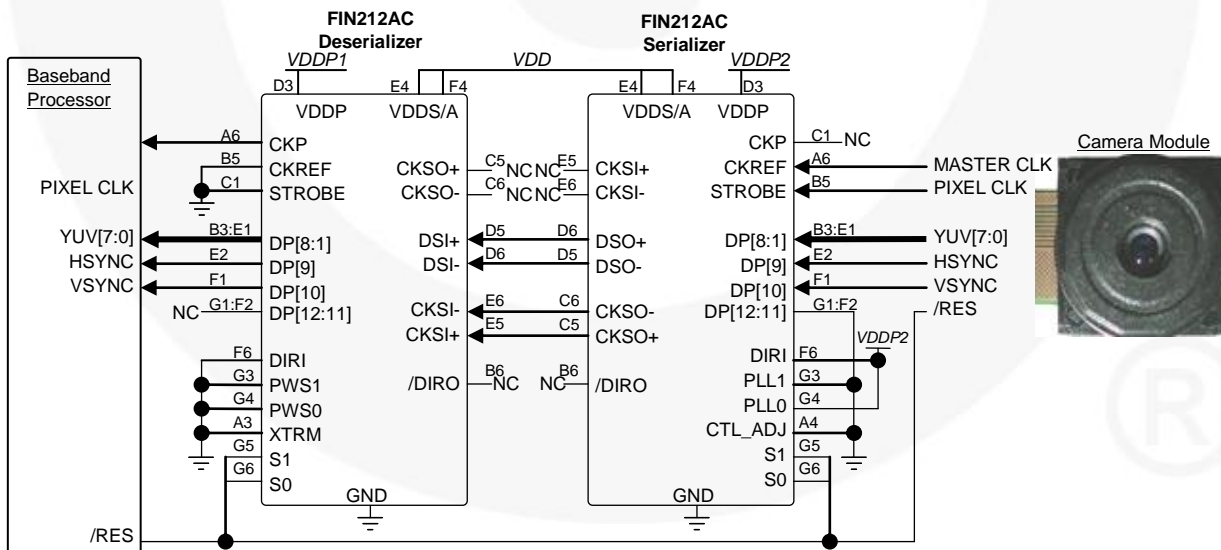 FIN212AC
Deserializer
FIN212AC
Serializer
VDDP1
VDD
VDDP2
D3
E4
F4
E4
F4
D3
Baseband
Processor
VDDP
VDDS/A
VDDS/A
VDDP
Camera Module
A6
CKP
CKP
C1
NC
B5
CKREF
CKSO+
C5
NC
NC
E5
CKSI+
CKREF
A6
MASTER CLK
PIXEL CLK
C1
STROBE
CKSO-
C6
NC
NC
E6
CKSI-
STROBE
B5
PIXEL CLK
YUV[7:0]
B3:E1
DP[8:1]
DSI+
D5
D6
DSO+
DP[8:1]
B3:E1
YUV[7:0]
HSYNC
E2
DP[9]
DSI-
D6
D5
DSO-
DP[9]
E2
HSYNC
VSYNC
F1
DP[10]
DP[10]
F1
VSYNC
NC
G1:F2
DP[12:11]
CKSI-
E6
C6
CKSO-
DP[12:11]
G1:F2
/RES
CKSI+
E5
C5
CKSO+
VDDP2
F6
DIRI
DIRI
F6
G3
PWS1
/DIRO
B6
NC
NC
B6
/DIRO
PLL1
G3
G4
PWS0
PLL0
G4
A3
XTRM
CTL_ADJ
A4
G5
S1
S1
G5
G6
S0
S0
G6
GND
GND
/RES
®